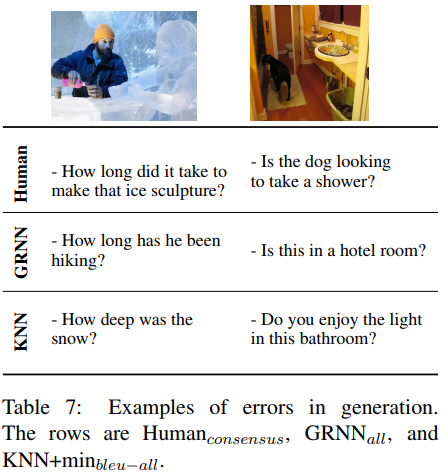 Human
- How long did it take to
make that ice sculpture?
- Is the dog looking
to take a shower?
GRNN
- How long has he been
hiking?
- Is this in a hotel room?
KNN
- How deep was the
snow?
- Do you enjoy the light
in this bathroom?
Table 7: Examples of errors in generation.
The rows are Human consensus, GRNN all, and
KNN+min bleu−all.